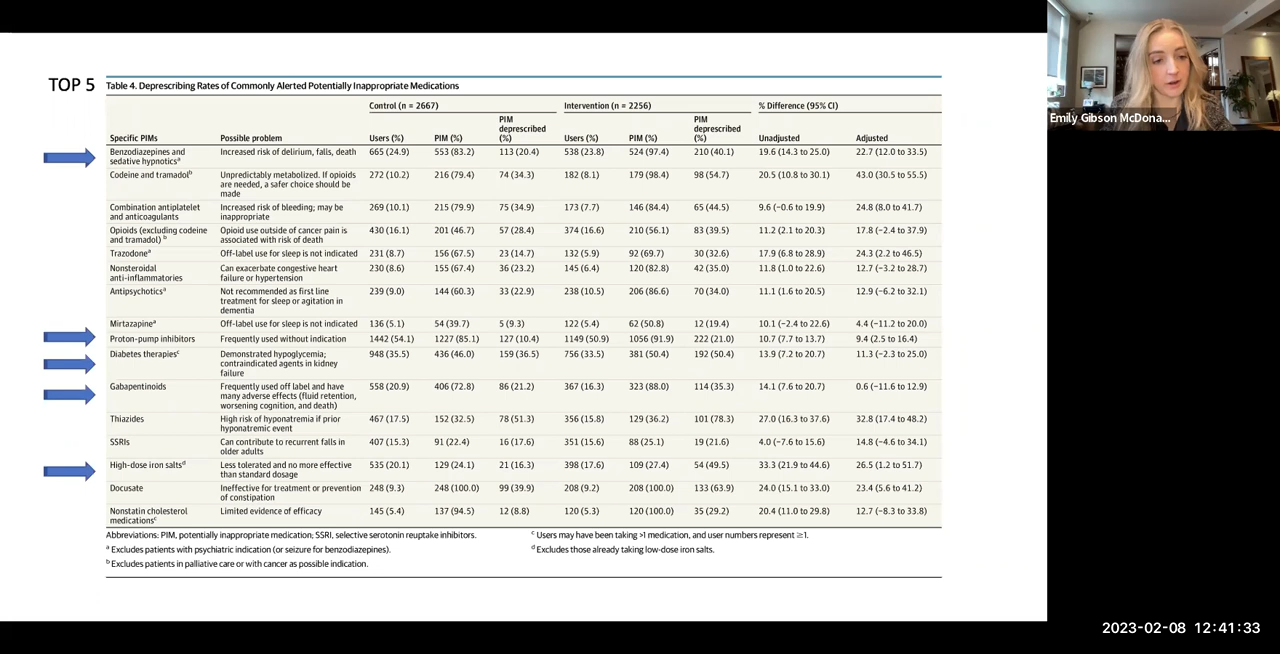 TOP 5
Table 4. Deprescribing Rates of Commonly Alerted Potentially Inappropriate Medications
Control (n = 2667) Intervention (n = 2256) % Difference (95% CI)
Specific PIMs Possible problem Users (%) PIM (%) PIM deprescribed (%) Users (%) PIM (%) PIM deprescribed (%) Unadjusted Adjusted
Benzodiazepines and sedative hypnoticsa Increased risk of delirium, falls, death 665 (24.9) 553 (83.2) 113 (20.4) 538 (23.8) 524 (97.4) 210 (40.1) 19.6 (14.3 to 25.0) 22.7 (12.0 to 33.5)
Codeine and tramadolb Unpredictably metabolized. If opioids are needed, a safer choice should be made 272 (10.2) 216 (79.4) 74 (34.3) 182 (8.1) 179 (98.4) 98 (54.7) 20.5 (10.8 to 30.1) 43.0 (30.5 to 55.5)
Combination antiplatelet and anticoagulants Increased risk of bleeding; may be inappropriate 269 (10.1) 215 (79.9) 75 (34.9) 173 (7.7) 146 (84.4) 65 (44.5) 9.6 (−0.6 to 19.9) 24.8 (8.0 to 41.7)
Opioids (excluding codeine and tramadol) b Opioid use outside of cancer pain is associated with risk of death 430 (16.1) 201 (46.7) 57 (28.4) 374 (16.6) 210 (56.1) 83 (39.5) 11.2 (2.1 to 20.3) 17.8 (−2.4 to 37.9)
Trazodonea Off-label use for sleep is not indicated 231 (8.7) 156 (67.5) 23 (14.7) 132 (5.9) 92 (69.7) 30 (32.6) 17.9 (6.8 to 28.9) 24.3 (2.2 to 46.5)
Nonsteroidal anti-inflammatories Can exacerbate congestive heart failure or hypertension 230 (8.6) 155 (67.4) 36 (23.2) 145 (6.4) 120 (82.8) 42 (35.0) 11.8 (1.0 to 22.6) 12.7 (−3.2 to 28.7)
Antipsychoticsa Not recommended as first line treatment for sleep or agitation in dementia 239 (9.0) 144 (60.3) 33 (22.9) 238 (10.5) 206 (86.6) 70 (34.0) 11.1 (1.6 to 20.5) 12.9 (−6.2 to 32.1)
Mirtazapinea Off-label use for sleep is not indicated 136 (5.1) 54 (39.7) 5 (9.3) 122 (5.4) 62 (50.8) 12 (19.4) 10.1 (−2.4 to 22.6) 4.4 (−11.2 to 20.0)
Proton-pump inhibitors Frequently used without indication 1442 (54.1) 1227 (85.1) 127 (10.4) 1149 (50.9) 1056 (91.9) 222 (21.0) 10.7 (7.7 to 13.7) 9.4 (2.5 to 16.4)
Diabetes therapiesc Demonstrated hypoglycemia; contraindicated agents in kidney failure 948 (35.5) 436 (46.0) 159 (36.5) 756 (33.5) 381 (50.4) 192 (50.4) 13.9 (7.2 to 20.7) 11.3 (−2.3 to 25.0)
Gabapentinoids Frequently used off label and have many adverse effects (fluid retention, worsening cognition, and death) 558 (20.9) 406 (72.8) 86 (21.2) 367 (16.3) 323 (88.0) 114 (35.3) 14.1 (7.6 to 20.7) 0.6 (−11.6 to 12.9)
Thiazides High risk of hyponatremia if prior hyponatremic event 467 (17.5) 152 (32.5) 78 (51.3) 356 (15.8) 129 (36.2) 101 (78.3) 27.0 (16.3 to 37.6) 32.8 (17.4 to 48.2)
SSRIs Can contribute to recurrent falls in older adults 407 (15.3) 91 (22.4) 16 (17.6) 351 (15.6) 88 (25.1) 19 (21.6) 4.0 (−7.6 to 15.6) 14.8 (−4.6 to 34.1)
High-dose iron saltsd Less tolerated and no more effective than standard dosage 535 (20.1) 129 (24.1) 21 (16.3) 398 (17.6) 109 (27.4) 54 (49.5) 33.3 (21.9 to 44.6) 26.5 (1.2 to 51.7)
Docusate Ineffective for treatment or prevention of constipation 248 (9.3) 248 (100.0) 99 (39.9) 208 (9.2) 208 (100.0) 133 (63.9) 24.0 (15.1 to 33.0) 23.4 (5.6 to 41.2)
Nonstatin cholesterol medicationsc Limited evidence of efficacy 145 (5.4) 137 (94.5) 12 (8.8) 120 (5.3) 120 (100.0) 35 (29.2) 20.4 (11.0 to 29.8) 12.7 (−8.3 to 33.8)
Abbreviations: PIM, potentially inappropriate medication; SSRI, selective serotonin reuptake inhibitors.
a Excludes patients with psychiatric indication (or seizure for benzodiazepines).
b Excludes patients in palliative care or with cancer as possible indication.
c Users may have been taking >1 medication, and user numbers represent ≥1.
d Excludes those already taking low-dose iron salts.
Emily Gibson McDona...
2023-02-08 12:41:33